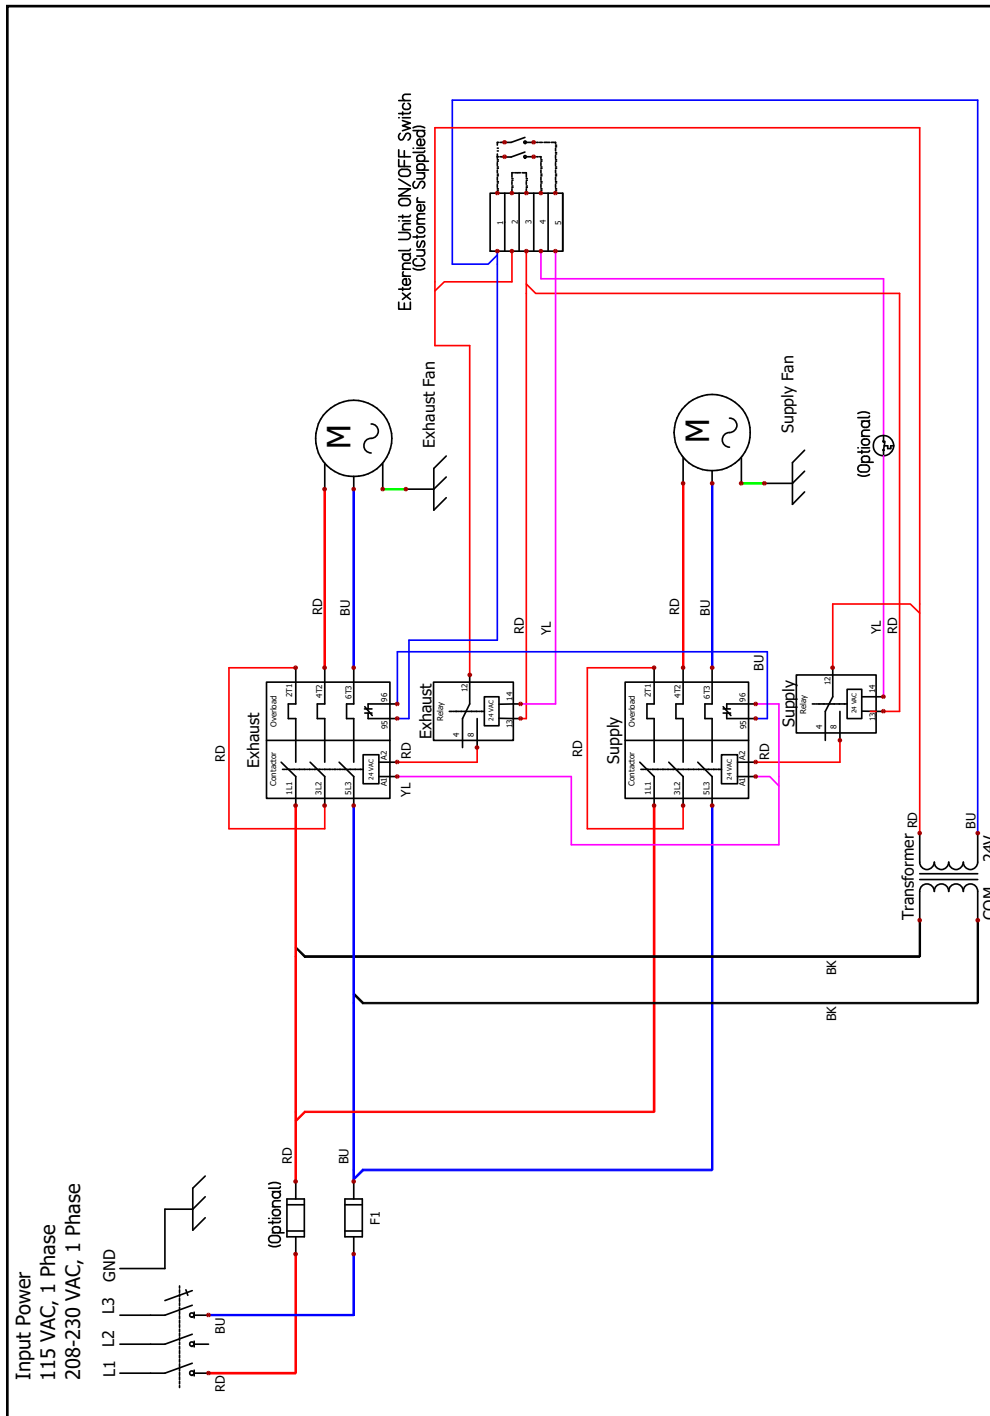 External Unit ON/OFF Switch
(Customer Supplied)
1
2
3
4
5
Exhaust Fan
M
Supply Fan
M
(Optional)
RD
BU
RD
YL
RD
BU
YL
RD
RD
Exhaust
Contactor
Overload
1L1
3L2
5L3
2T1
4T2
6T3
95
96
24 VAC
A1
A2
RD
YL
Exhaust
Relay
12
4
8
24 VAC
13
14
BU
RD
Supply
Contactor
Overload
1L1
3L2
5L3
2T1
4T2
6T3
95
96
24 VAC
A1
A2
RD
Supply
Relay
12
4
8
24 VAC
13
14
Transformer
RD
BU
COM
24V
BK
BK
RD
BU
(Optional)
F1
Input Power
115 VAC, 1 Phase
208-230 VAC, 1 Phase
L1
L2
L3
GND
RD
BU